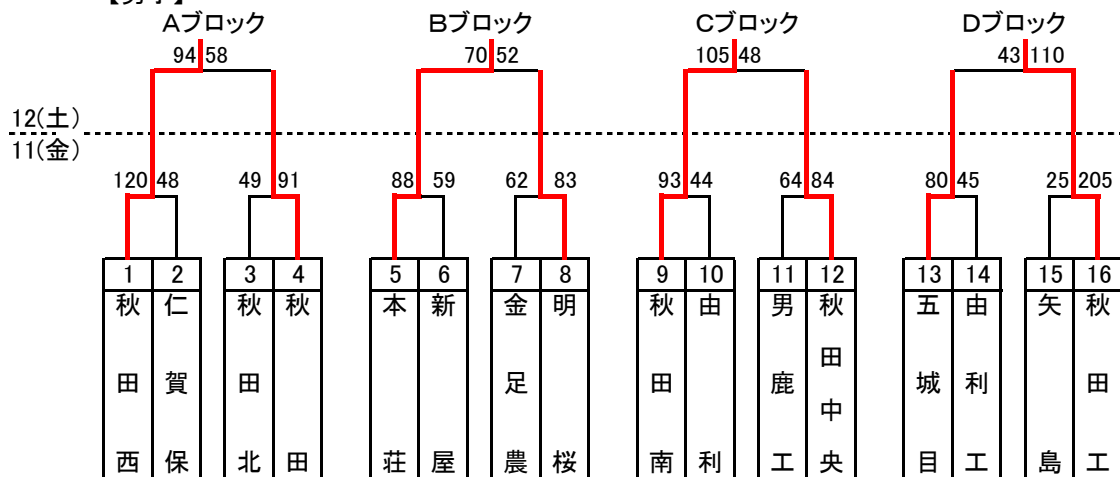 Aブロック Bブロック Cブロック Dブロック
94 58 70 52 105 48 43 110
12(土)
11(金)
120 48 49 91 88 59 62 83 93 44 64 84 80 45 25 205
1 2 3 4 5 6 7 8 9 10 11 12 13 14 15 16
秋田西
仁賀保
秋田北
秋田
本荘
新屋
金足農
明桜
秋田南
由利
男鹿工
秋田中央
五城目
由利工
矢島
秋田工